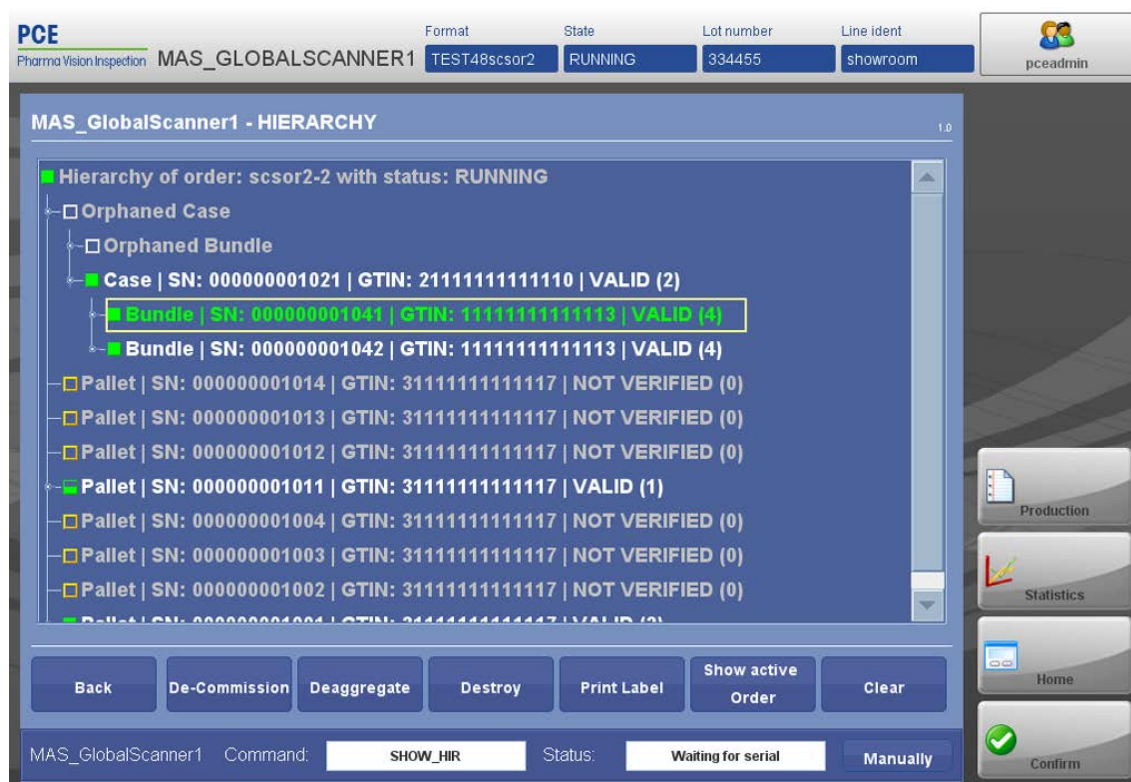 PCE
Pharma Vision Inspection
MAS_GLOBALSCANNER1
Format
TEST48scsor2
State
RUNNING
Lot number
334455
Line ident
showroom
pceadmin
MAS_GlobalScanner1 - HIERARCHY
1.0
Hierarchy of order: scsor2-2 with status: RUNNING
Orphaned Case
Orphaned Bundle
Case | SN: 000000001021 | GTIN: 21111111111110 | VALID (2)
Bundle | SN: 000000001041 | GTIN: 11111111111113 | VALID (4)
Bundle | SN: 000000001042 | GTIN: 11111111111113 | VALID (4)
Pallet | SN: 000000001014 | GTIN: 31111111111117 | NOT VERIFIED (0)
Pallet | SN: 000000001013 | GTIN: 31111111111117 | NOT VERIFIED (0)
Pallet | SN: 000000001012 | GTIN: 31111111111117 | NOT VERIFIED (0)
Pallet | SN: 000000001011 | GTIN: 31111111111117 | VALID (1)
Pallet | SN: 000000001004 | GTIN: 31111111111117 | NOT VERIFIED (0)
Pallet | SN: 000000001003 | GTIN: 31111111111117 | NOT VERIFIED (0)
Pallet | SN: 000000001002 | GTIN: 31111111111117 | NOT VERIFIED (0)
Pallet | SN: 000000001001 | GTIN: 31111111111117 | VALID
Production
Statistics
Home
Confirm
Back
De-Commission
Deaggregate
Destroy
Print Label
Show active
Order
Clear
MAS_GlobalScanner1
Command:
SHOW_HIR
Status:
Waiting for serial
Manually